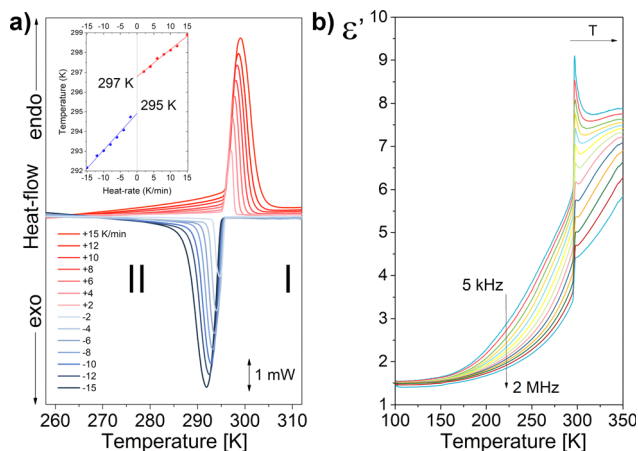 a)
endo
Heat-flow
exo
299
298
297
296
295
294
293
292
Temperature (K)
-15 -10 -5 0 5 10 15
Heat-rate (K/min)
297 K
295 K
+15 K/min
+12
+10
+8
+6
+4
+2
-2
-4
-6
-8
-10
-12
-15
II
I
1 mW
260 270 280 290 300 310
Temperature [K]
b)
ε'
T
10
9
8
7
6
5
4
3
2
1
5 kHz
2 MHz
100 150 200 250 300 350
Temperature [K]